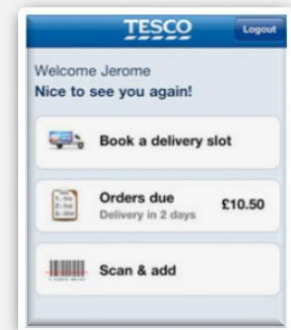 TESCO
Logout
Welcome Jerome
Nice to see you again!
Book a delivery slot
Orders due
£10.50
Delivery in 2 days
Scan & add